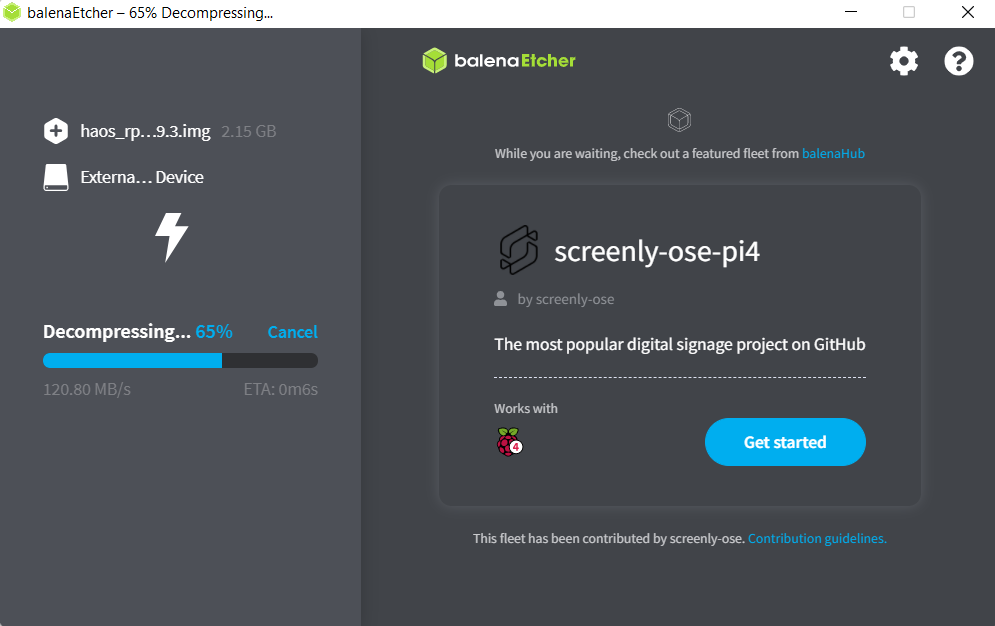 balenaEtcher – 65% Decompressing...
balenaEtcher
haos_rp…9.3.img 2.15 GB
Externa… Device
Decompressing... 65% Cancel
120.80 MB/s ETA: 0m6s
While you are waiting, check out a featured fleet from balenaHub
screenly-ose-pi4
by screenly-ose
The most popular digital signage project on GitHub
Works with
4
Get started
This fleet has been contributed by screenly-ose. Contribution guidelines.